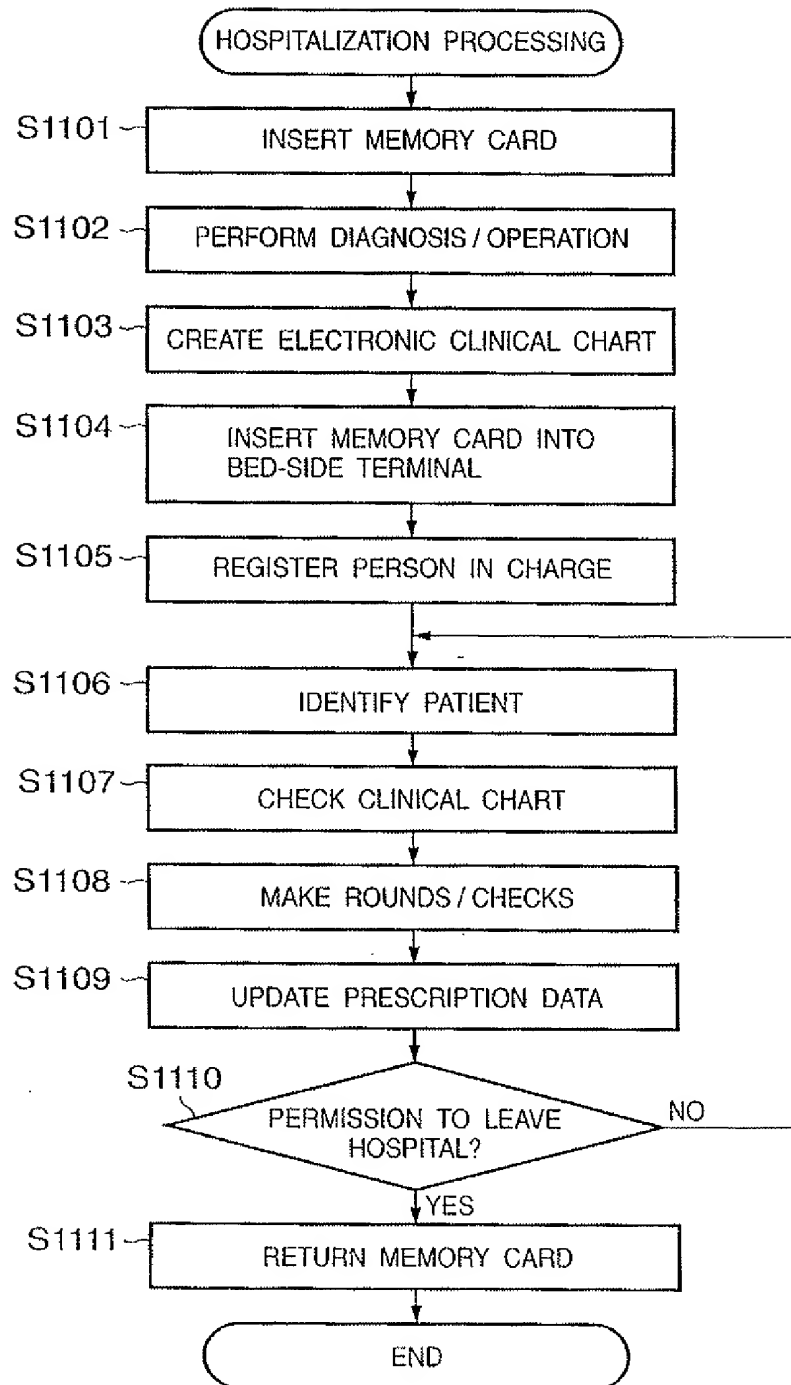 HOSPITALIZATION PROCESSING
S1101
INSERT MEMORY CARD
S1102
PERFORM DIAGNOSIS / OPERATION
S1103
CREATE ELECTRONIC CLINICAL CHART
S1104
INSERT MEMORY CARD INTO
BED-SIDE TERMINAL
S1105
REGISTER PERSON IN CHARGE
S1106
IDENTIFY PATIENT
S1107
CHECK CLINICAL CHART
S1108
MAKE ROUNDS / CHECKS
S1109
UPDATE PRESCRIPTION DATA
S1110
PERMISSION TO LEAVE
HOSPITAL?
NO
YES
S1111
RETURN MEMORY CARD
END